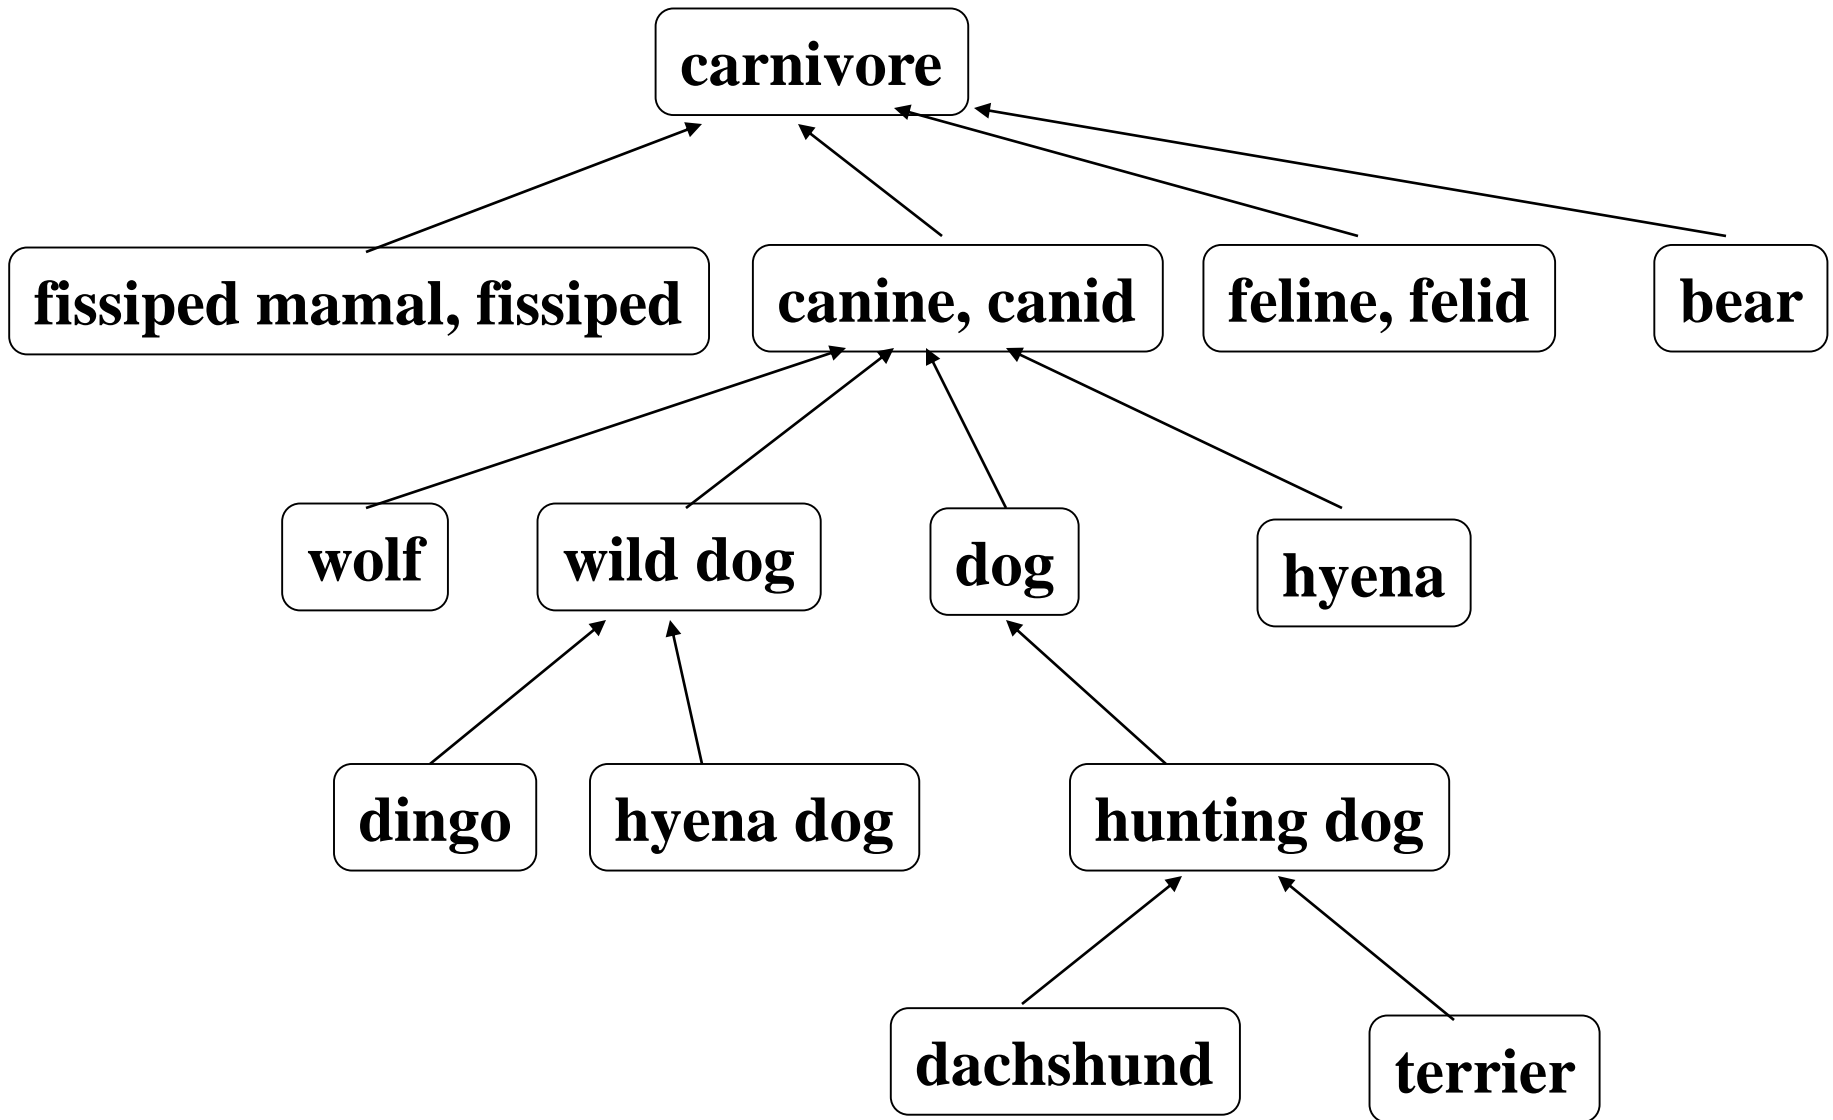 carnivore
fissiped mamal, fissiped
canine, canid
feline, felid
bear
wolf
wild dog
dog
hyena
dingo
hyena dog
hunting dog
dachshund
terrier